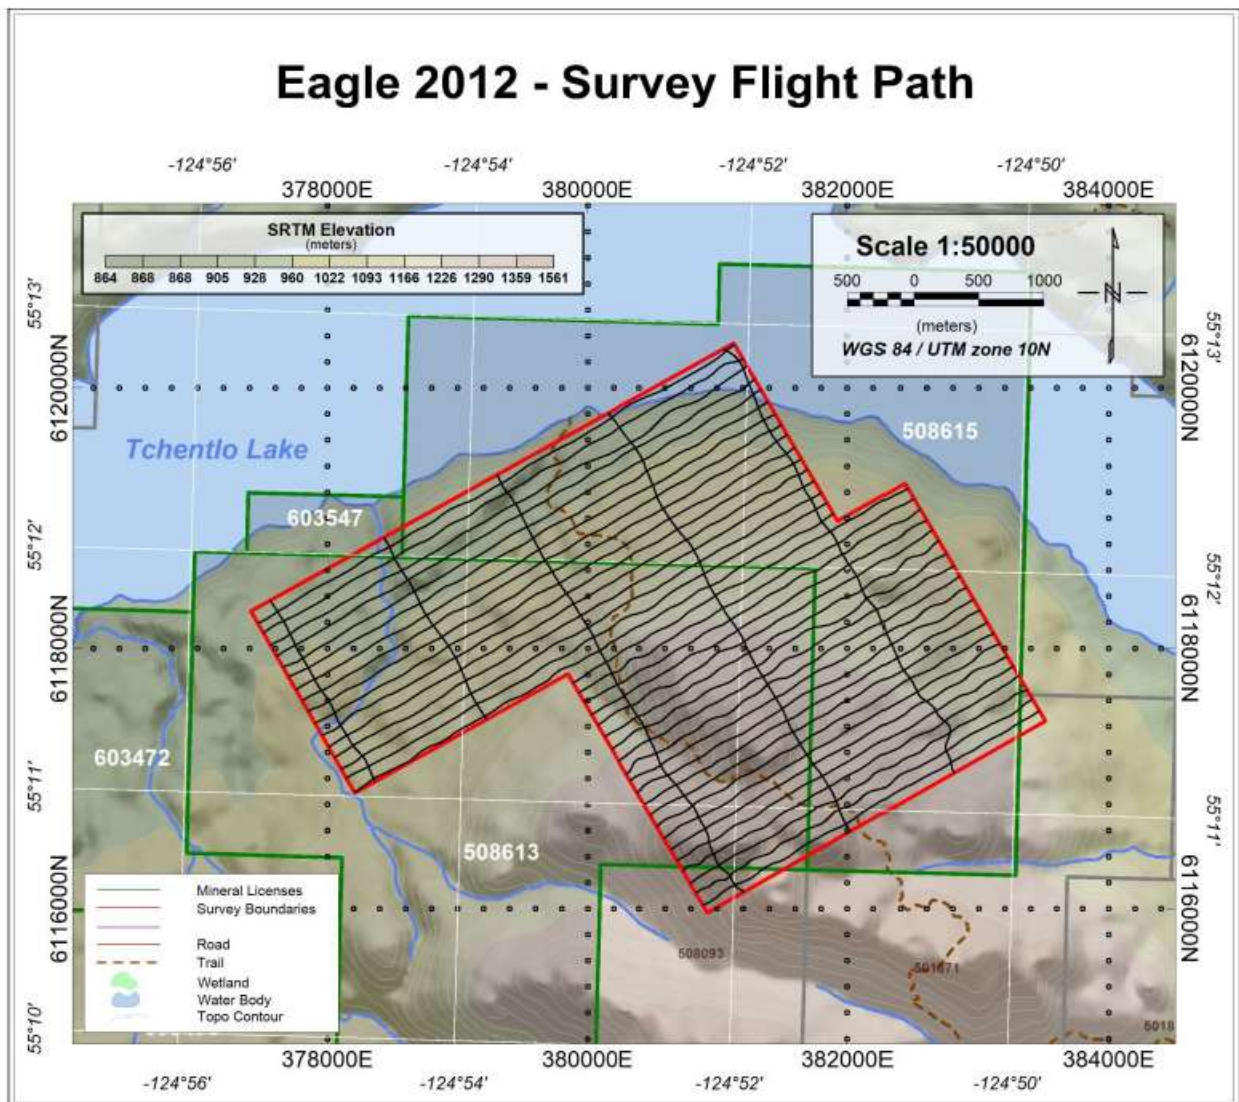 Eagle 2012 - Survey Flight Path
-124°56' -124°54' -124°52' -124°50'
378000E 380000E 382000E 384000E
SRTM Elevation
(meters)
864 868 868 905 928 960 1022 1093 1166 1226 1290 1359 1561
Scale 1:50000
500 0 500 1000
(meters)
WGS 84 / UTM zone 10N
N
55°13'
55°13'
6120000N
6120000N
Tchentlo Lake
508615
603547
55°12'
55°12'
6118000N
6118000N
603472
55°11'
55°11'
508613
6116000N
6116000N
508093
501671
5018
Mineral Licenses
Survey Boundaries
Road
Trail
Wetland
Water Body
Topo Contour
55°10'
378000E 380000E 382000E 384000E
-124°56' -124°54' -124°52' -124°50'